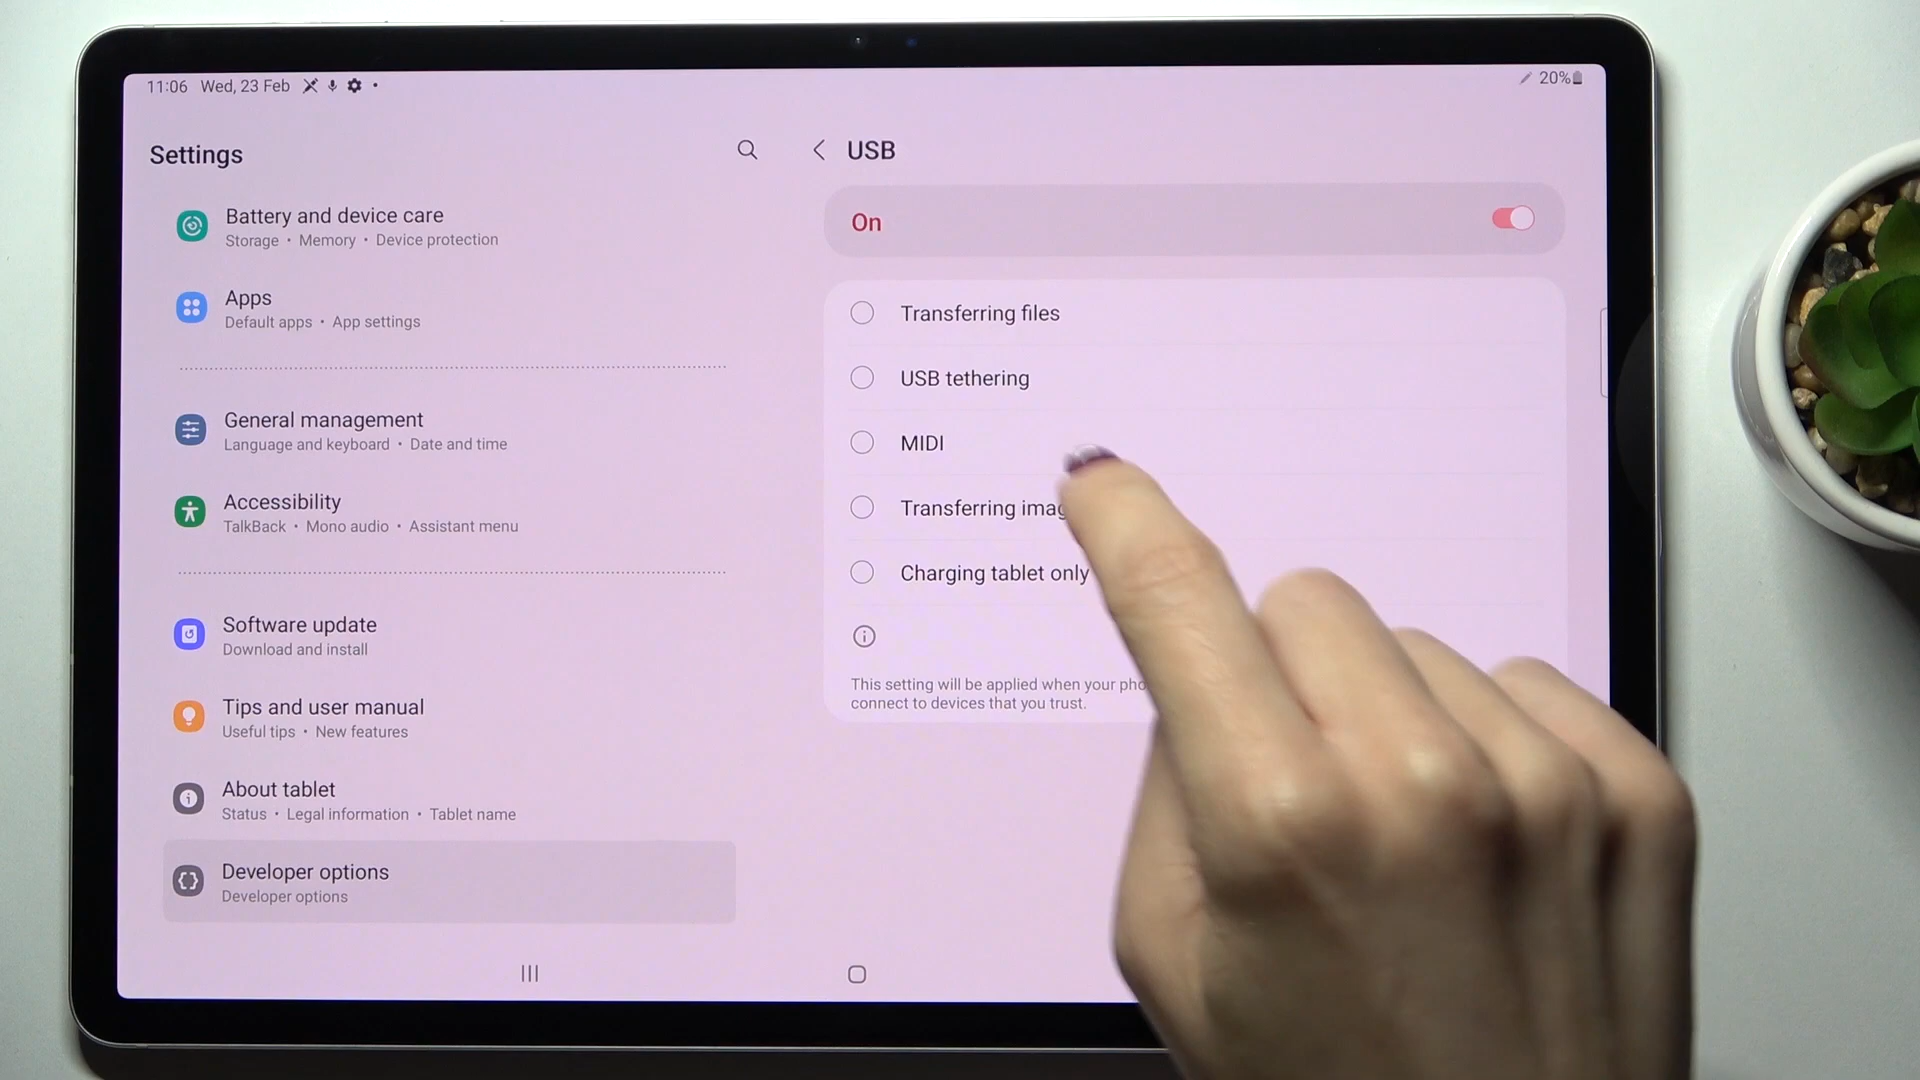 11:06 Wed, 23 Feb
20%
Settings
USB
Battery and device care
Storage • Memory • Device protection
On
Apps
Default apps • App settings
Transferring files
USB tethering
General management
Language and keyboard • Date and time
MIDI
Accessibility
TalkBack • Mono audio • Assistant menu
Transferring
Charging tablet only
Software update
Download and install
This setting will be applied when your
connect to devices that you trust.
Tips and user manual
Useful tips • New features
About tablet
Status • Legal information • Tablet name
Developer options
Developer options